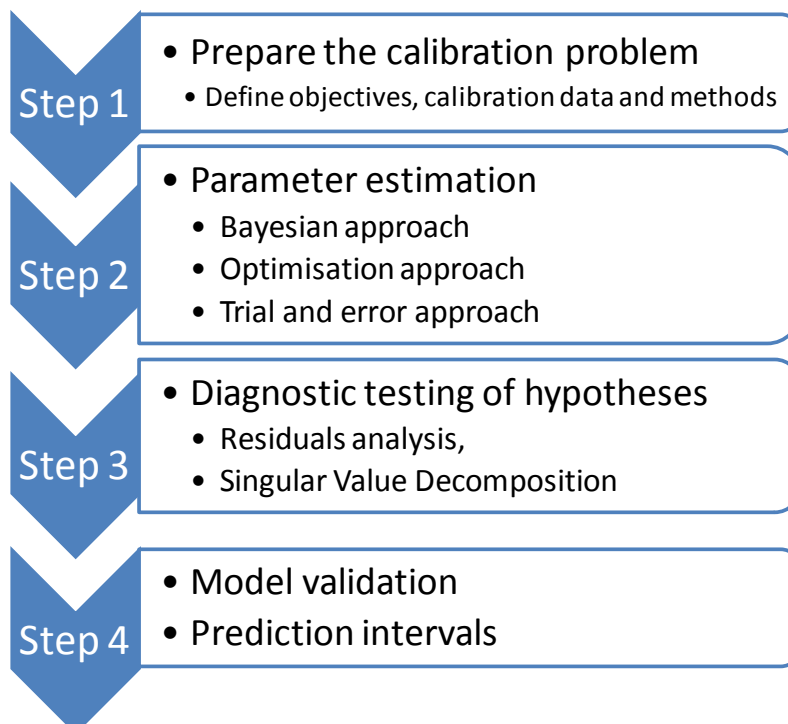 Step 1
• Prepare the calibration problem
• Define objectives, calibration data and methods
Step 2
• Parameter estimation
• Bayesian approach
• Optimisation approach
• Trial and error approach
Step 3
• Diagnostic testing of hypotheses
• Residuals analysis,
• Singular Value Decomposition
Step 4
• Model validation
• Prediction intervals